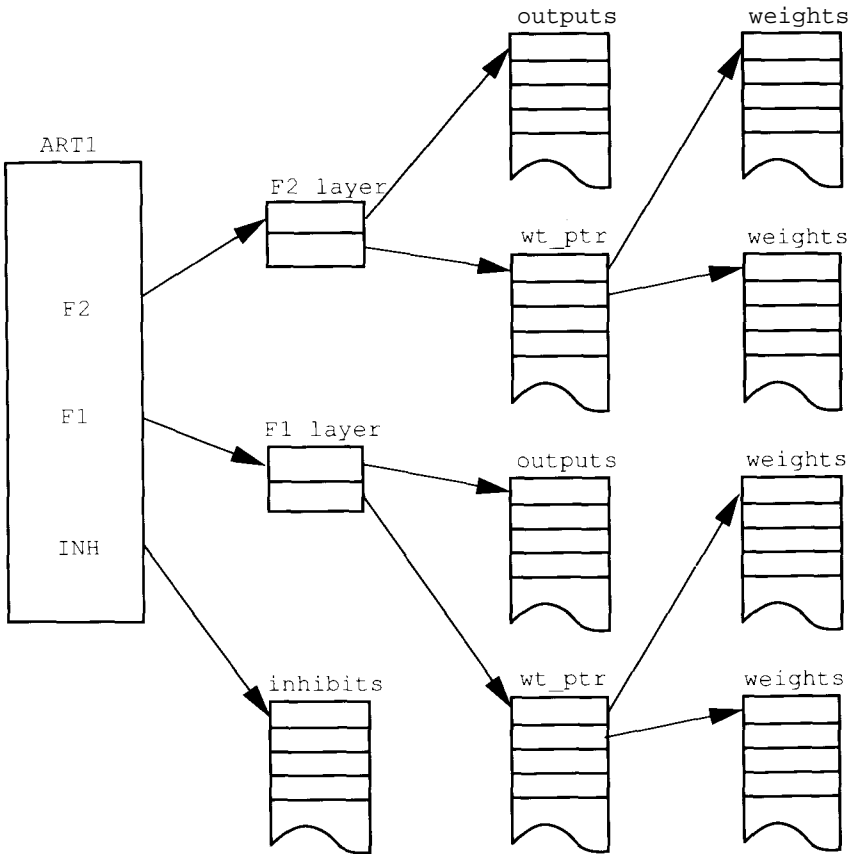 outputs
weights
ART1
F2 layer
wt_ptr
weights
F2
F1
F1 layer
outputs
weights
INH
inhibits
wt_ptr
weights